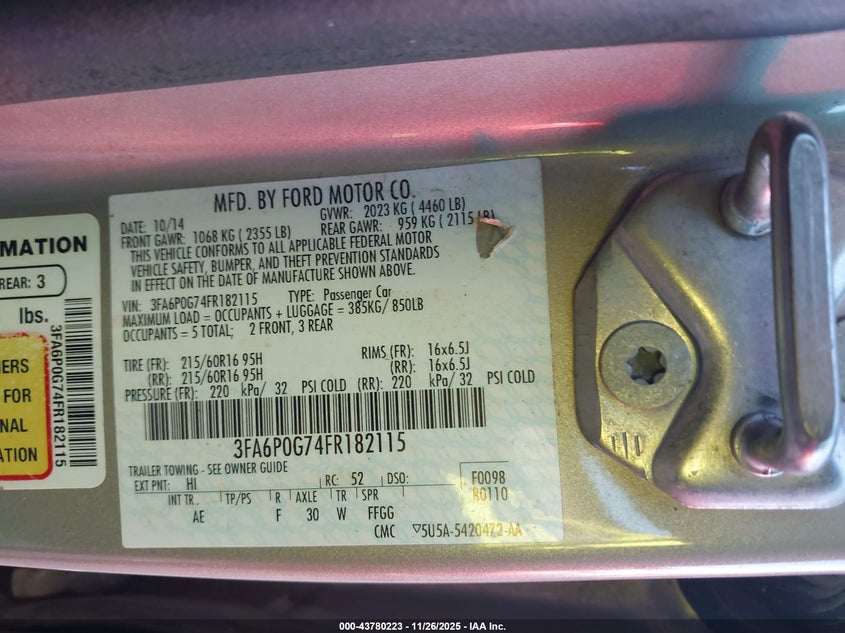 MFD. BY FORD MOTOR CO.
DATE: 10/14 GVWR: 2023 KG ( 4460 LB)
FRONT GAWR: 1068 KG ( 2355 LB) REAR GAWR: 959 KG ( 2115 LB)
THIS VEHICLE CONFORMS TO ALL APPLICABLE FEDERAL MOTOR
VEHICLE SAFETY, BUMPER, AND THEFT PREVENTION STANDARDS
IN EFFECT ON THE DATE OF MANUFACTURE SHOWN ABOVE.
VIN: 3FA6P0G74FR182115 TYPE: Passenger Car
MAXIMUM LOAD = OCCUPANTS + LUGGAGE = 385KG/ 850LB
OCCUPANTS = 5 TOTAL; 2 FRONT, 3 REAR
TIRE (FR): 215/60R16 95H RIMS (FR): 16x6.5J
(RR): 215/60R16 95H (RR): 16x6.5J
PRESSURE (FR): 220 kPa/ 32 PSI COLD (RR): 220 kPa/ 32 PSI COLD
3FA6P0G74FR182115
TRAILER TOWING - SEE OWNER GUIDE
EXT PNT: HI RC: 52 DSO: F0098
INT TR TP/PS R AXLE TR SPR 80110
AE F 30 W FFGG
CMC ▽5U5A-5420472-AA
MATION
REAR: 3
lbs.
3FA6P0G74FR182115
NERS
FOR
NAL
ATION
000-43780223 — 11/26/2025 — IAA Inc.